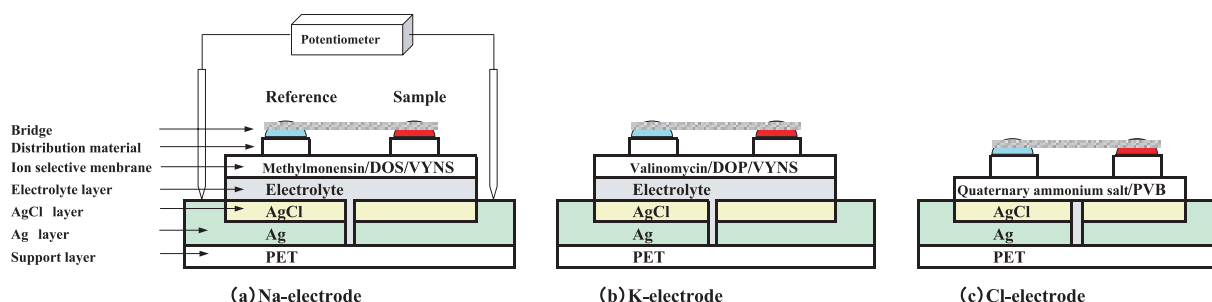 Potentiometer
Reference Sample
Bridge
Distribution material
Ion selective menbrane
Electrolyte layer
AgCl layer
Ag layer
Support layer
Methylmonensin/DOS/VYNS
Electrolyte
AgCl
Ag
PET
(a) Na-electrode
Valinomycin/DOP/VYNS
Electrolyte
AgCl
Ag
PET
(b) K-electrode
Quaternary ammonium salt/PVB
AgCl
Ag
PET
(c) Cl-electrode